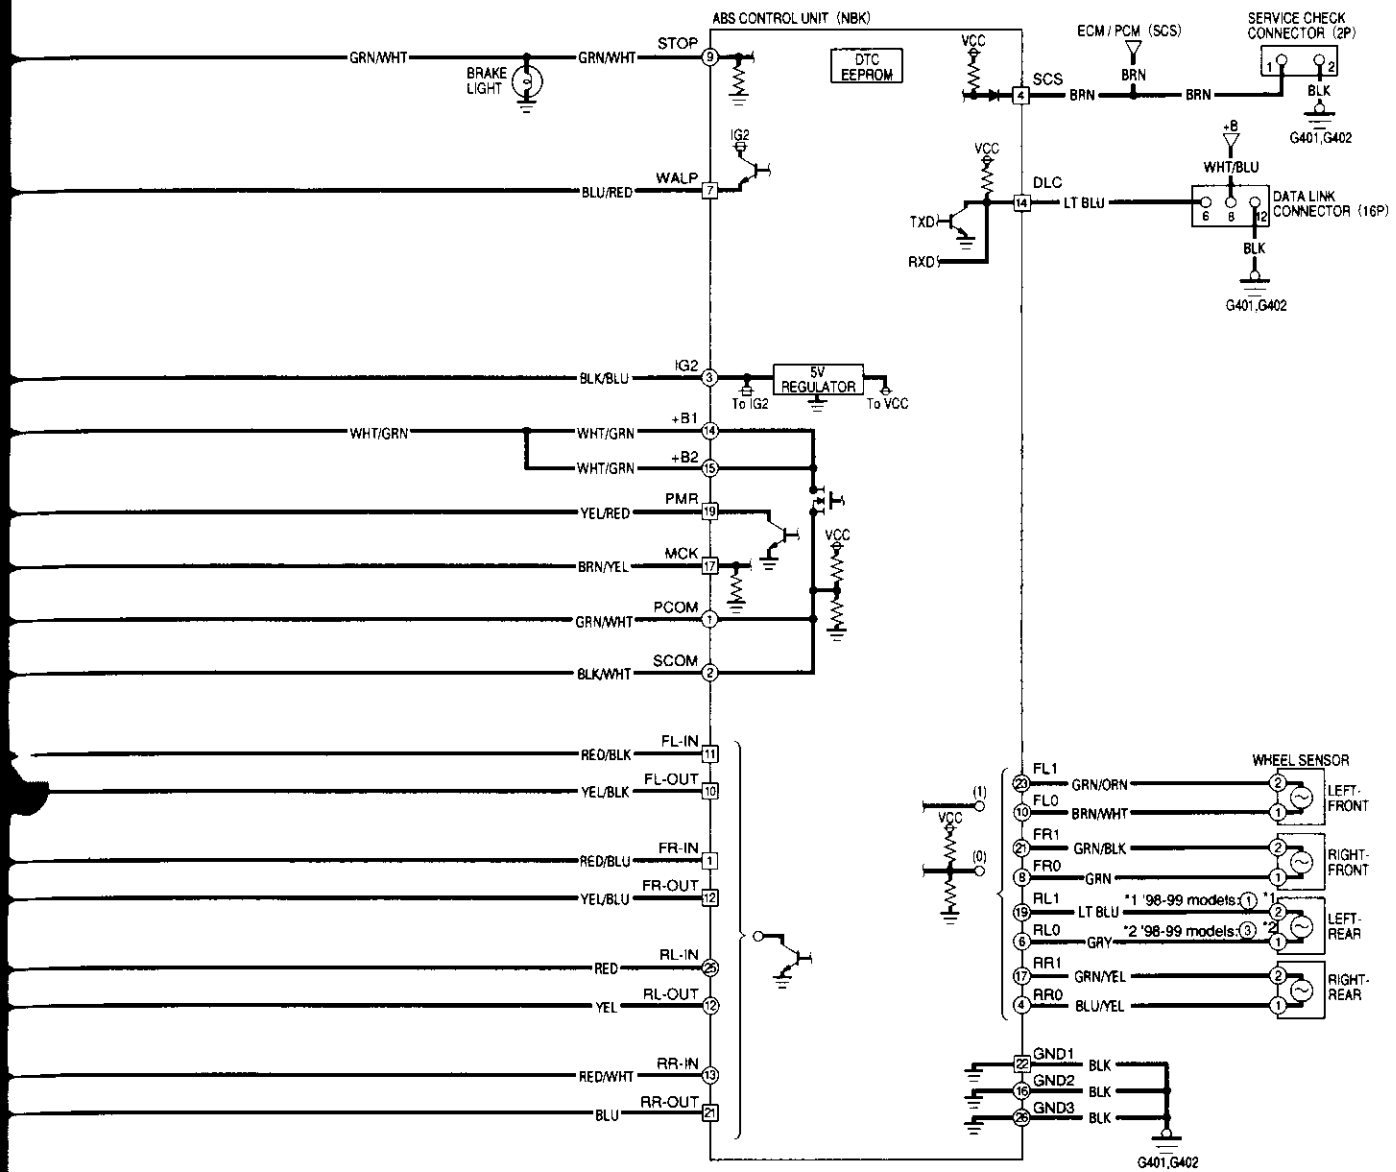 ABS CONTROL UNIT (NBK)
STOP
GRN/WHT
GRN/WHT
9
BRAKE
LIGHT
DTC
EEPROM
VCC
ECM / PCM (SCS)
BRN
SCS
4
BRN
BRN
SERVICE CHECK
CONNECTOR (2P)
1
2
BLK
G401,G402
WALP
BLU/RED
7
IG2
VCC
DLC
14
LT BLU
TXD
RXD
+B
WHT/BLU
6
8
12
DATA LINK
CONNECTOR (16P)
BLK
G401,G402
IG2
BLK/BLU
3
To IG2
5V
REGULATOR
To VCC
+B1
WHT/GRN
WHT/GRN
14
+B2
WHT/GRN
15
PMR
YEL/RED
19
VCC
MCK
BRN/YEL
17
PCOM
GRN/WHT
1
SCOM
BLK/WHT
2
FL-IN
RED/BLK
11
FL-OUT
YEL/BLK
10
FR-IN
RED/BLU
1
FR-OUT
YEL/BLU
12
RL-IN
RED
25
RL-OUT
YEL
12
RR-IN
RED/WHT
13
RR-OUT
BLU
21
(1)
VCC
(0)
WHEEL SENSOR
FL1
23
GRN/ORN
2
FL0
10
BRN/WHT
1
LEFT-
FRONT
FR1
21
GRN/BLK
2
FR0
8
GRN
1
RIGHT-
FRONT
RL1
19
LT BLU
*1 '98-99 models:1
*1
2
RL0
6
GRY
*2 '98-99 models:3
*2
1
LEFT-
REAR
RR1
17
GRN/YEL
2
RR0
4
BLU/YEL
1
RIGHT-
REAR
GND1
22
BLK
GND2
16
BLK
GND3
26
BLK
G401,G402